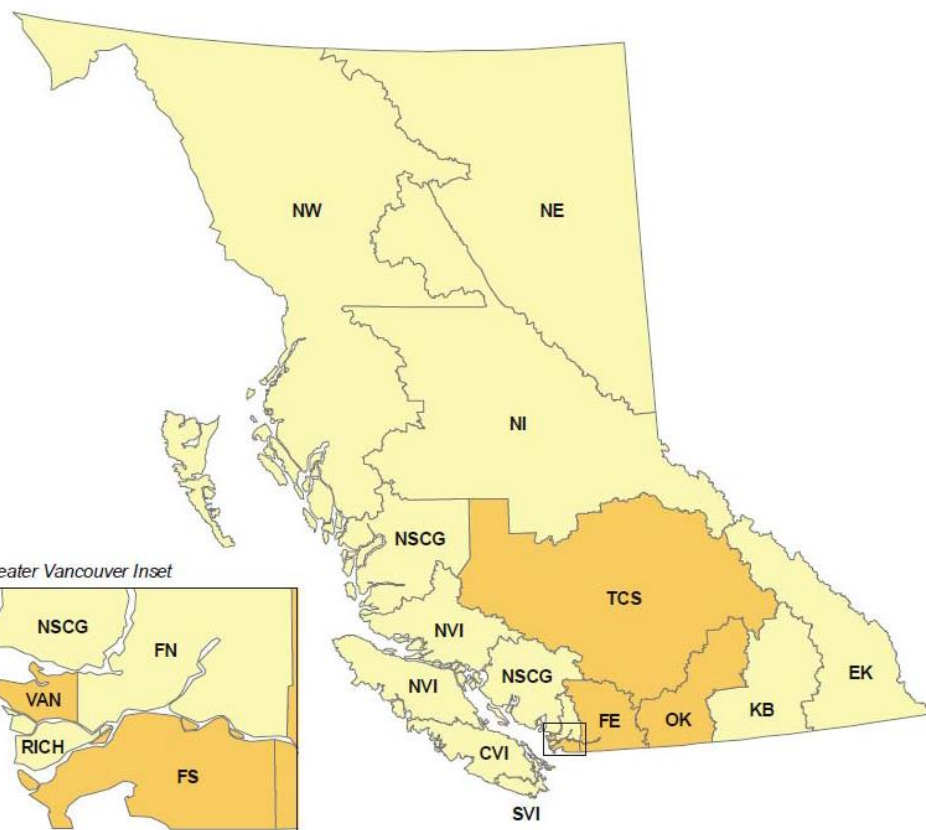 NW
NE
NI
NSCG
TCS
NVI
NVI
NSCG
EK
FE
OK
KB
CVI
SVI
eater Vancouver Inset
NSCG
FN
VAN
RICH
FS